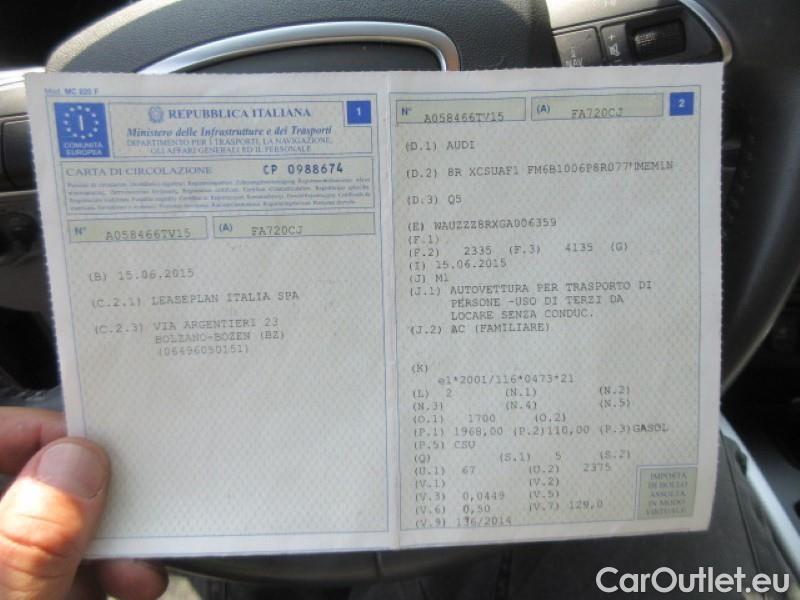 Mod. MC 820 F
I
COMUNITÀ
EUROPEA
REPUBBLICA ITALIANA
1
Ministero delle Infrastrutture e dei Trasporti
DIPARTIMENTO PER I TRASPORTI, LA NAVIGAZIONE,
GLI AFFARI GENERALI ED IL PERSONALE
CARTA DI CIRCOLAZIONE
CP 0988674
N° A058466TV15
(A) FA720CJ
(B) 15.06.2015
(C.2.1) LEASEPLAN ITALIA SPA
(C.2.3) VIA ARGENTIERI 23
BOLZANO-BOZEN (BZ)
(06496050151)
N° A058466TV15
(A) FA720CJ
2
(D.1) AUDI
(D.2) 8R XCSUAF1 FM6B1006P8R077"MEM1N
(D.3) Q5
(E) WAUZZZ8RXGA006359
(F.1)
(F.2) 2335 (F.3) 4135 (G)
(I) 15.06.2015
(J) M1
(J.1) AUTOVETTURA PER TRASPORTO DI
PERSONE -USO DI TERZI DA
LOCARE SENZA CONDUC.
(J.2) AC (FAMILIARE)
(K)
e1*2001/116*0473*21
(L) 2 (N.1) (N.2)
(N.3) (N.4) (N.5)
(O.1) 1700 (O.2)
(P.1) 1968,00 (P.2)110,00 (P.3)GASOL
(P.5) CSU
(Q) (S.1) 5 (S.2)
(U.1) 67 (U.2) 2375
(V.1) (V.2)
(V.3) 0,0449 (V.5)
(V.6) 0,50 (V.7) 129,0
(V.9) 136/2014
IMPOSTA
DI BOLLO
ASSOLTA
IN MODO
VIRTUALE
NAV
CarOutlet.eu